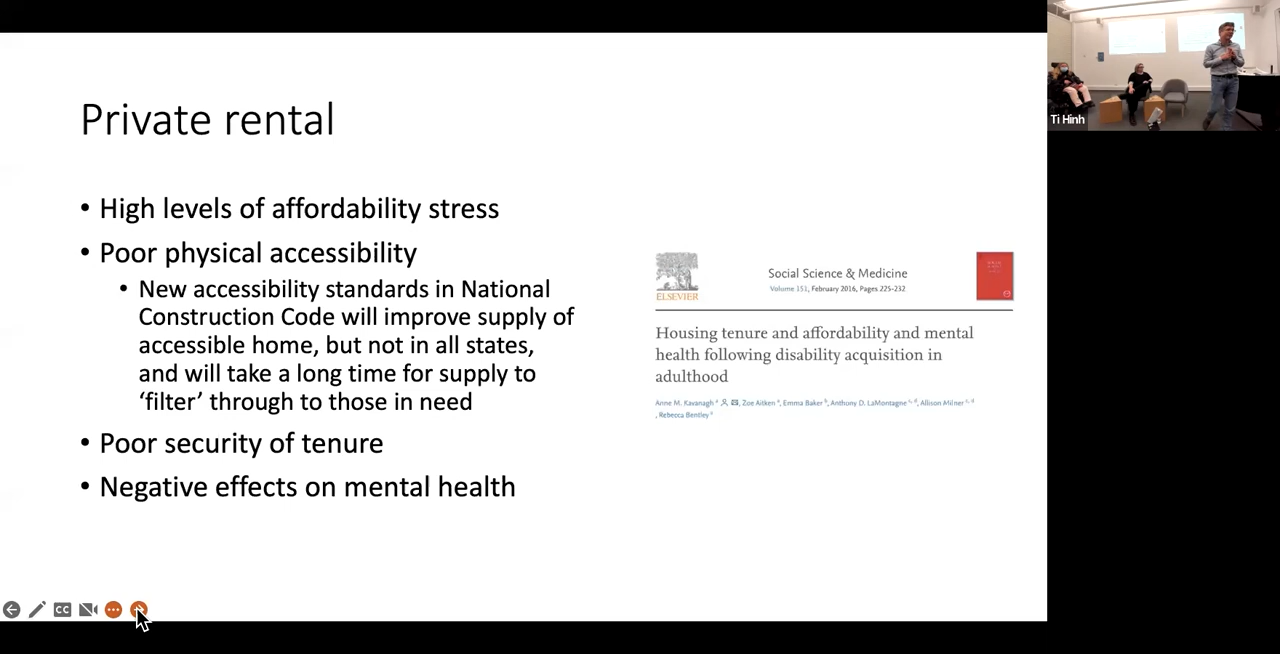 Private rental
• High levels of affordability stress
• Poor physical accessibility
• New accessibility standards in National
Construction Code will improve supply of
accessible home, but not in all states,
and will take a long time for supply to
‘filter’ through to those in need
• Poor security of tenure
• Negative effects on mental health
ELSEVIER
Social Science & Medicine
Volume 151, February 2016, Pages 225-232
Housing tenure and affordability and mental
health following disability acquisition in
adulthood
Anne M. Kavanagh a, Zoe Aitken a, Emma Baker b, Anthony D. LaMontagne c, d, Allison Milner c, d
, Rebecca Bentley a
CC
Ti Hinh